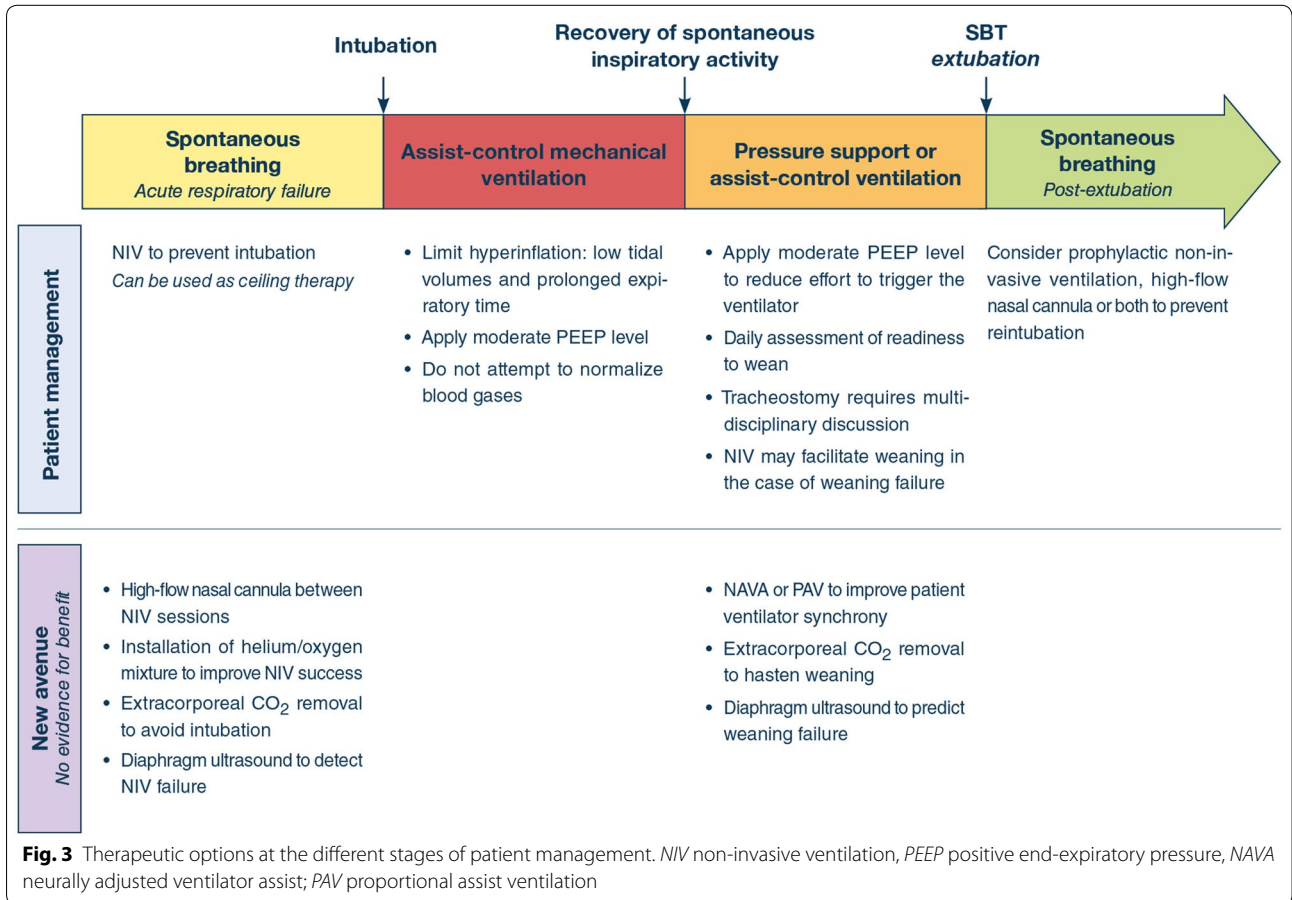 Intubation
Recovery of spontaneous
inspiratory activity
SBT
extubation
Spontaneous
breathing
Acute respiratory failure
Assist-control mechanical
ventilation
Pressure support or
assist-control ventilation
Spontaneous
breathing
Post-extubation
Patient management
NIV to prevent intubation
Can be used as ceiling therapy
• Limit hyperinflation: low tidal
volumes and prolonged expi-
ratory time
• Apply moderate PEEP level
• Do not attempt to normalize
blood gases
• Apply moderate PEEP level
to reduce effort to trigger the
ventilator
• Daily assessment of readiness
to wean
• Tracheostomy requires multi-
disciplinary discussion
• NIV may facilitate weaning in
the case of weaning failure
Consider prophylactic non-in-
vasive ventilation, high-flow
nasal cannula or both to prevent
reintubation
New avenue
No evidence for benefit
• High-flow nasal cannula between
NIV sessions
• Installation of helium/oxygen
mixture to improve NIV success
• Extracorporeal CO2 removal
to avoid intubation
• Diaphragm ultrasound to detect
NIV failure
• NAVA or PAV to improve patient
ventilator synchrony
• Extracorporeal CO2 removal
to hasten weaning
• Diaphragm ultrasound to predict
weaning failure
Fig. 3 Therapeutic options at the different stages of patient management. NIV non-invasive ventilation, PEEP positive end-expiratory pressure, NAVA
neurally adjusted ventilator assist; PAV proportional assist ventilation